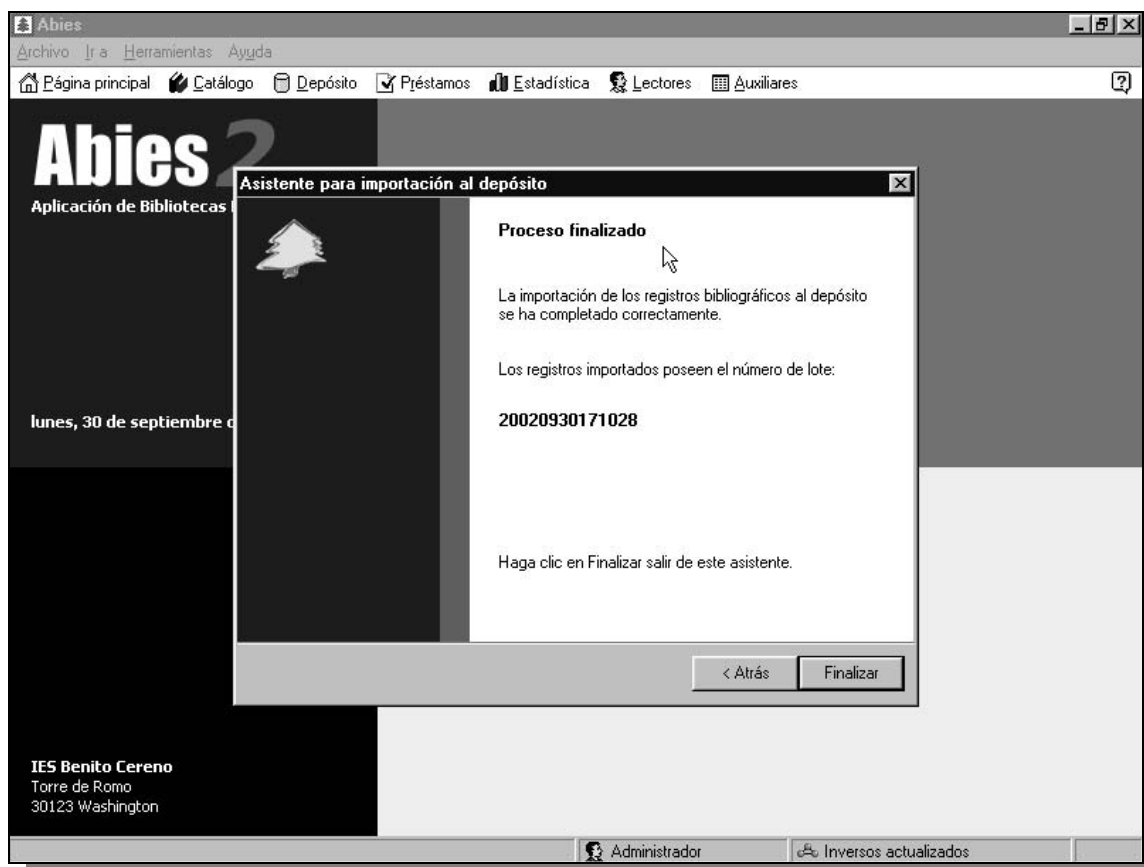 Abies
Archivo Ir a Herramientas Ayuda
Página principal Catálogo Depósito Préstamos Estadística Lectores Auxiliares
Abies 2
Aplicación de Bibliotecas
Asistente para importación al depósito
Proceso finalizado
La importación de los registros bibliográficos al depósito
se ha completado correctamente.
Los registros importados poseen el número de lote:
20020930171028
lunes, 30 de septiembre
Haga clic en Finalizar salir de este asistente.
< Atrás Finalizar
IES Benito Cereno
Torre de Romo
30123 Washington
Administrador Inversos actualizados